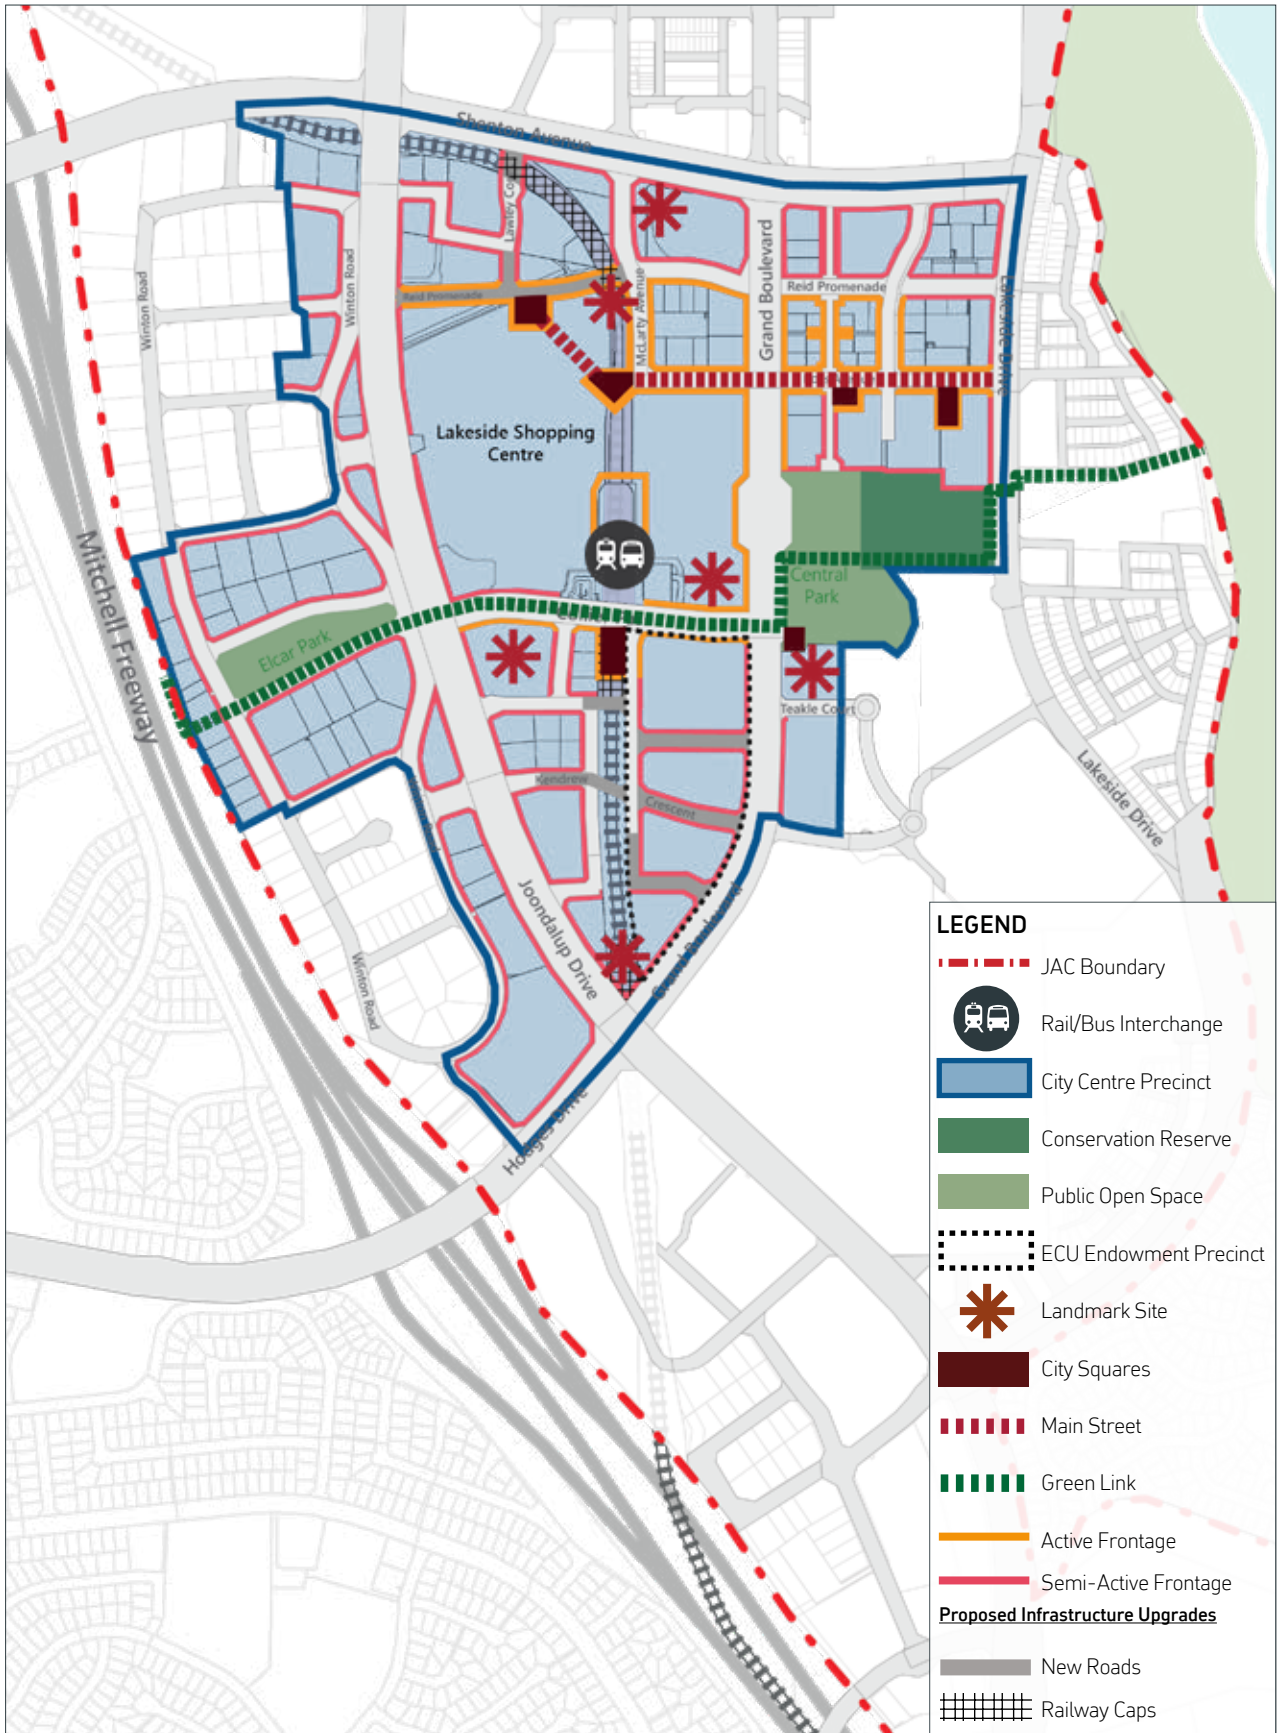 Shenton Avenue
Lawley Co
Winton Road
Winton Road
Grand Boulevard
McLarty Avenue
Reid Promenade
Reid Promenade
Lakeside Drive
Lakeside Shopping
Centre
Mitchell Freeway
Central
Park
Elcar Park
Teakle Court
Lakeside Drive
Kendrew
Crescent
Joondalup Drive
Grand Boulevard
Winton Road
Hodges Drive
LEGEND
JAC Boundary
Rail/Bus Interchange
City Centre Precinct
Conservation Reserve
Public Open Space
ECU Endowment Precinct
Landmark Site
City Squares
Main Street
Green Link
Active Frontage
Semi-Active Frontage
Proposed Infrastructure Upgrades
New Roads
Railway Caps